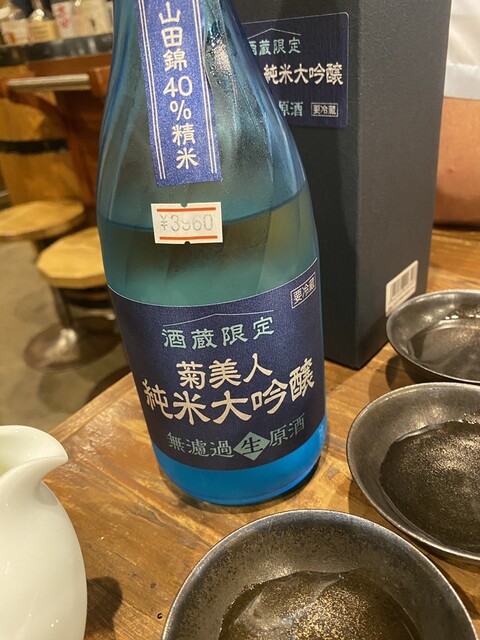 山田錦40%精米
¥3960
要冷蔵
酒蔵限定
菊美人
純米大吟醸
無濾過生原酒
酒蔵限定
純米大吟醸
原酒
要冷蔵